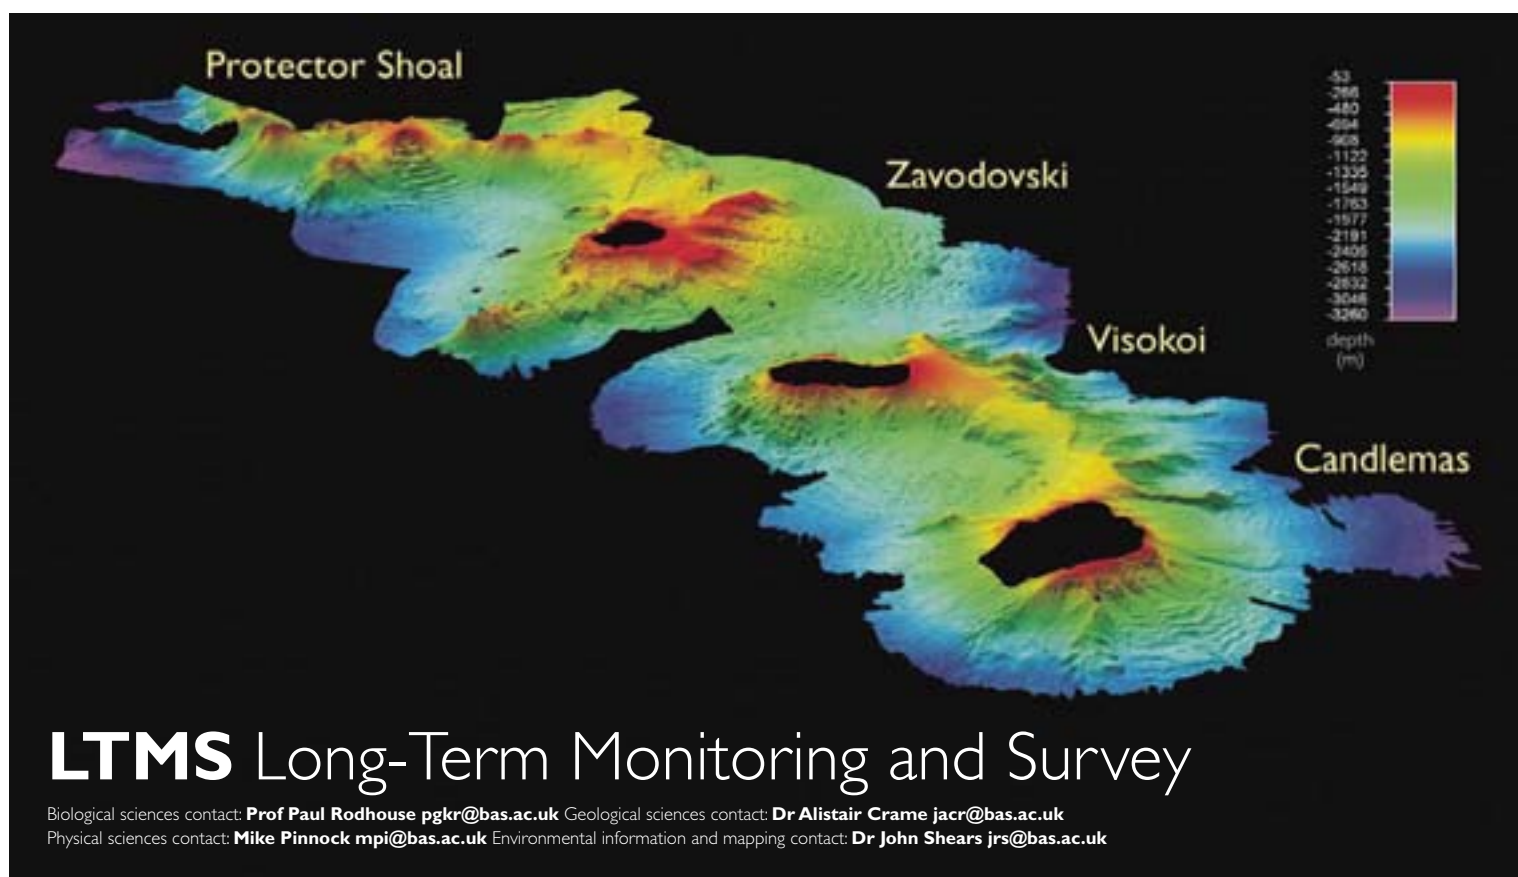 Protector Shoal
Zavodovski
Visokoi
Candlemas
-53
-266
-480
-694
-908
-1122
-1335
-1549
-1763
-1977
-2191
-2405
-2618
-2832
-3046
-3260
depth
(m)
LTMS Long-Term Monitoring and Survey
Biological sciences contact: Prof Paul Rodhouse pgkr@bas.ac.uk Geological sciences contact: Dr Alistair Crame jacr@bas.ac.uk
Physical sciences contact: Mike Pinnock mpi@bas.ac.uk Environmental information and mapping contact: Dr John Shears jrs@bas.ac.uk